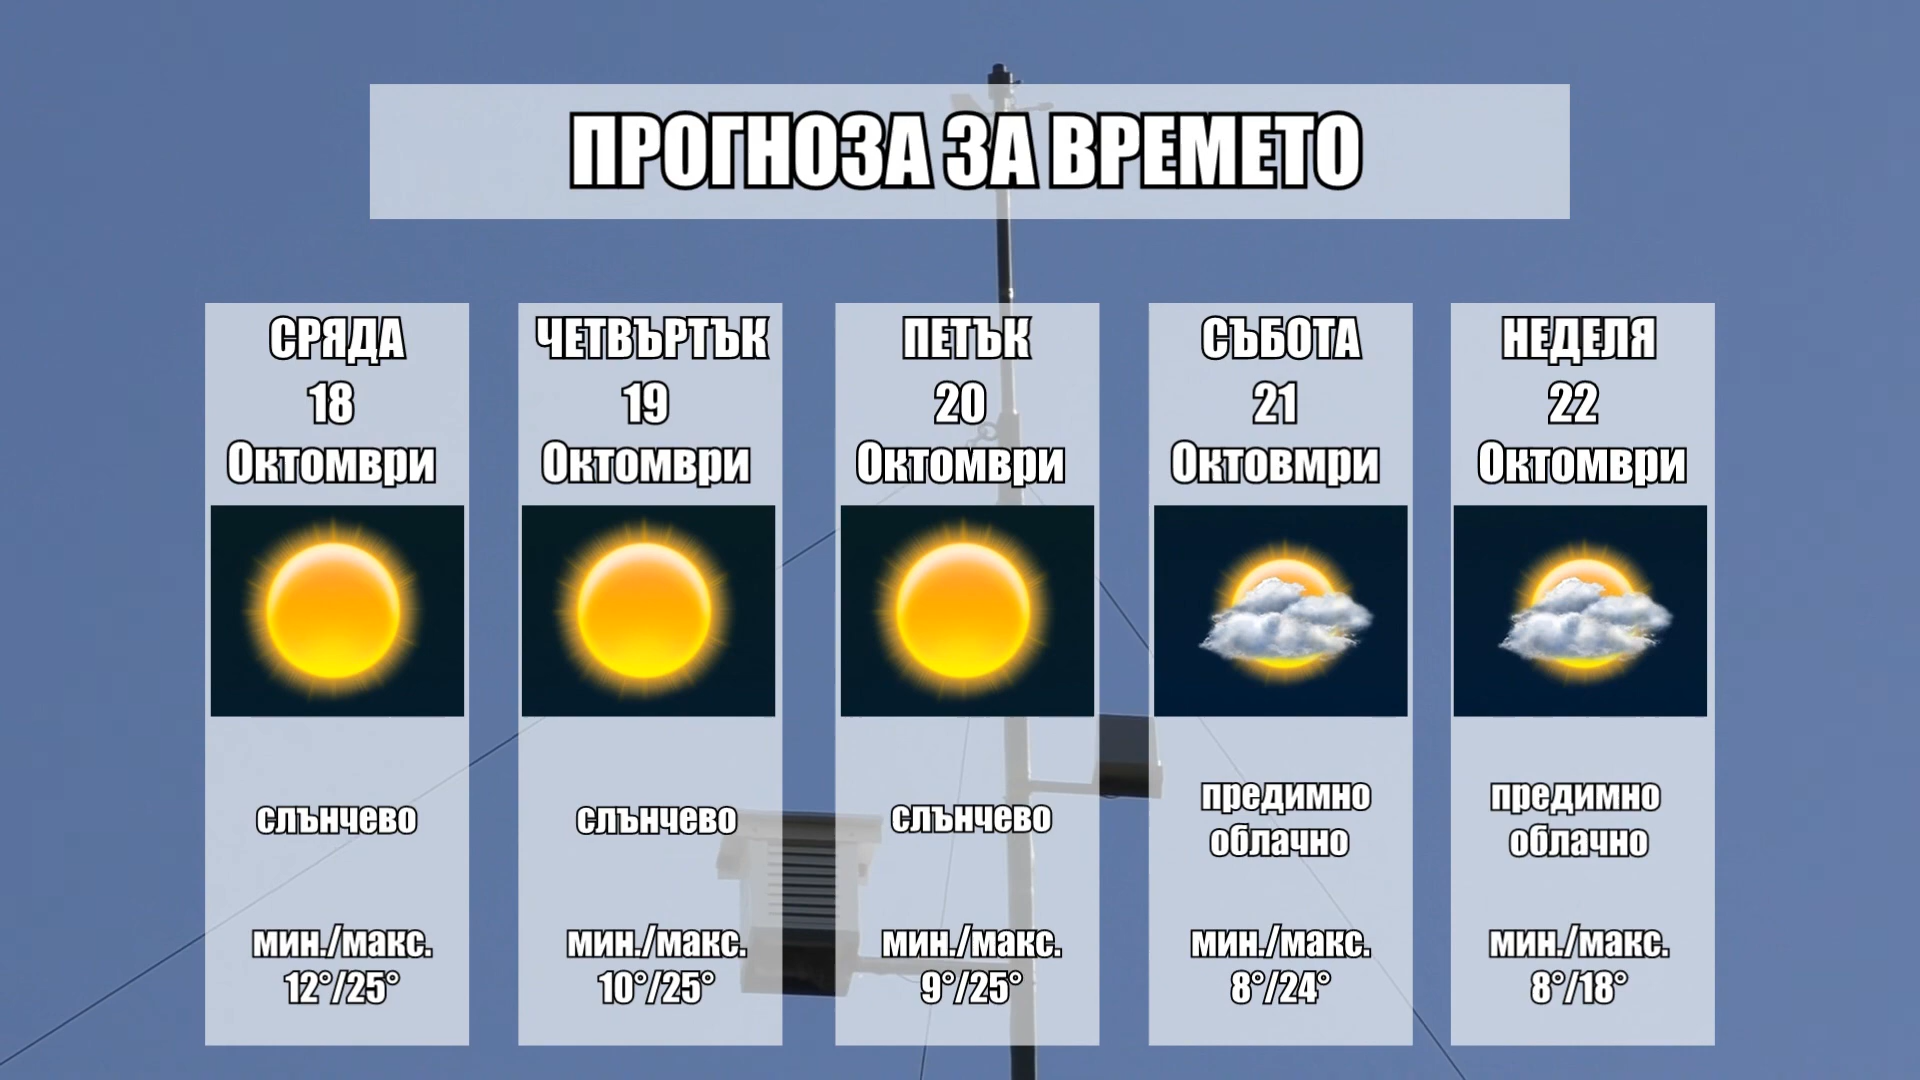 ПРОГНОЗА ЗА ВРЕМЕТО
СРЯДА
18
Октомври
слънчево
мин./макс.
12°/25°
ЧЕТВЪРТЪК
19
Октомври
слънчево
мин./макс.
10°/25°
ПЕТЪК
20
Октомври
слънчево
мин./макс.
9°/25°
СЪБОТА
21
Октовмри
предимно
облачно
мин./макс.
8°/24°
НЕДЕЛЯ
22
Октомври
предимно
облачно
мин./макс.
8°/18°